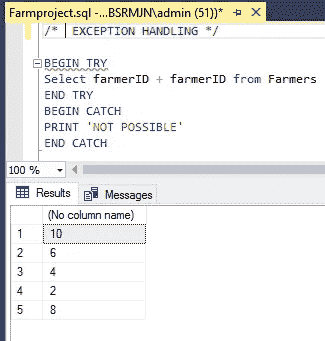 Farmproject.sql -...BSRMJN\admin (51))*
/* EXCEPTION HANDLING */
BEGIN TRY
Select farmerID + farmerID from Farmers
END TRY
BEGIN CATCH
PRINT 'NOT POSSIBLE'
END CATCH
100 %
Results Messages
(No column name)
1 10
2 6
3 4
4 2
5 8